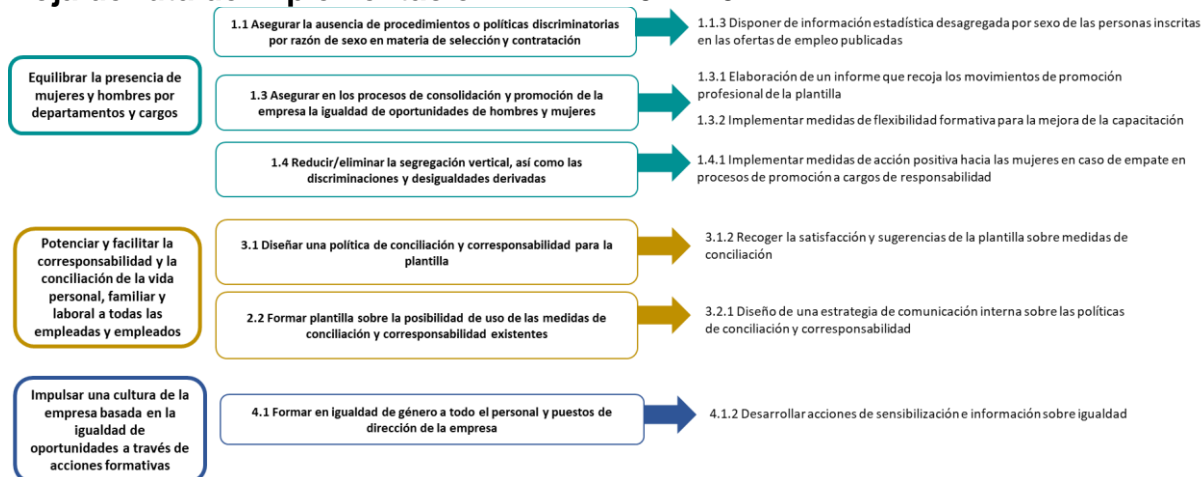 1.1 Asegurar la ausencia de procedimientos o políticas discriminatorias
por razón de sexo en materia de selección y contratación
1.1.3 Disponer de información estadística desagregada por sexo de las personas inscritas
en las ofertas de empleo publicadas
Equilibrar la presencia de
mujeres y hombres por
departamentos y cargos
1.3 Asegurar en los procesos de consolidación y promoción de la
empresa la igualdad de oportunidades de hombres y mujeres
1.3.1 Elaboración de un informe que recoja los movimientos de promoción
profesional de la plantilla
1.3.2 Implementar medidas de flexibilidad formativa para la mejora de la capacitación
1.4 Reducir/eliminar la segregación vertical, así como las
discriminaciones y desigualdades derivadas
1.4.1 Implementar medidas de acción positiva hacia las mujeres en caso de empate en
procesos de promoción a cargos de responsabilidad
Potenciar y facilitar la
corresponsabilidad y la
conciliación de la vida
personal, familiar y
laboral a todas las
empleadas y empleados
3.1 Diseñar una política de conciliación y corresponsabilidad para la
plantilla
3.1.2 Recoger la satisfacción y sugerencias de la plantilla sobre medidas de
conciliación
2.2 Formar plantilla sobre la posibilidad de uso de las medidas de
conciliación y corresponsabilidad existentes
3.2.1 Diseño de una estrategia de comunicación interna sobre las políticas
de conciliación y corresponsabilidad
Impulsar una cultura de la
empresa basada en la
igualdad de
oportunidades a través de
acciones formativas
4.1 Formar en igualdad de género a todo el personal y puestos de
dirección de la empresa
4.1.2 Desarrollar acciones de sensibilización e información sobre igualdad